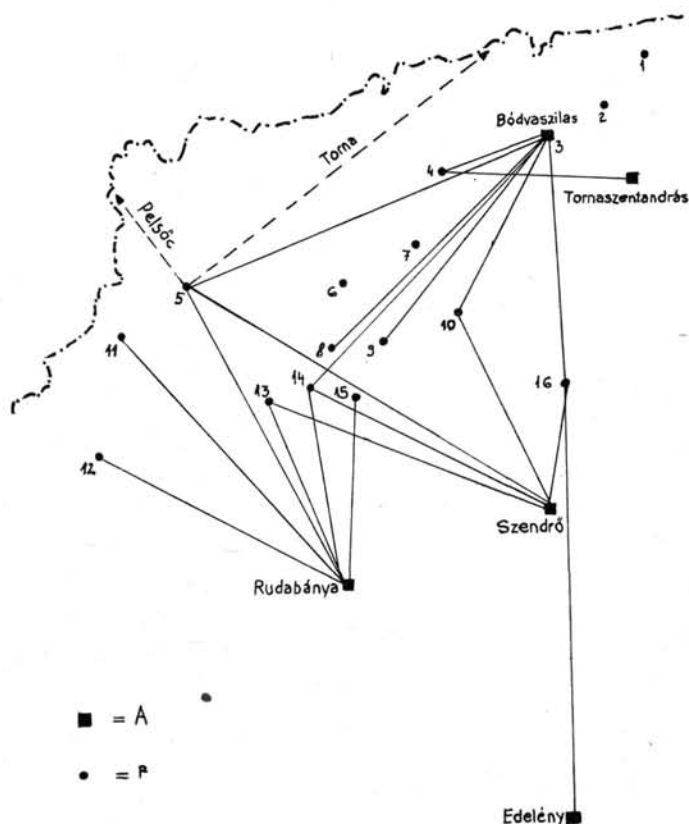 1
2
Bódvaszilas
3
Torna
4
Tornaszentandrás
Pelsőc
7
5
6
10
11
8
9
14
16
13
15
12
Szendrő
Rudabánya
= A
= P
Edelény